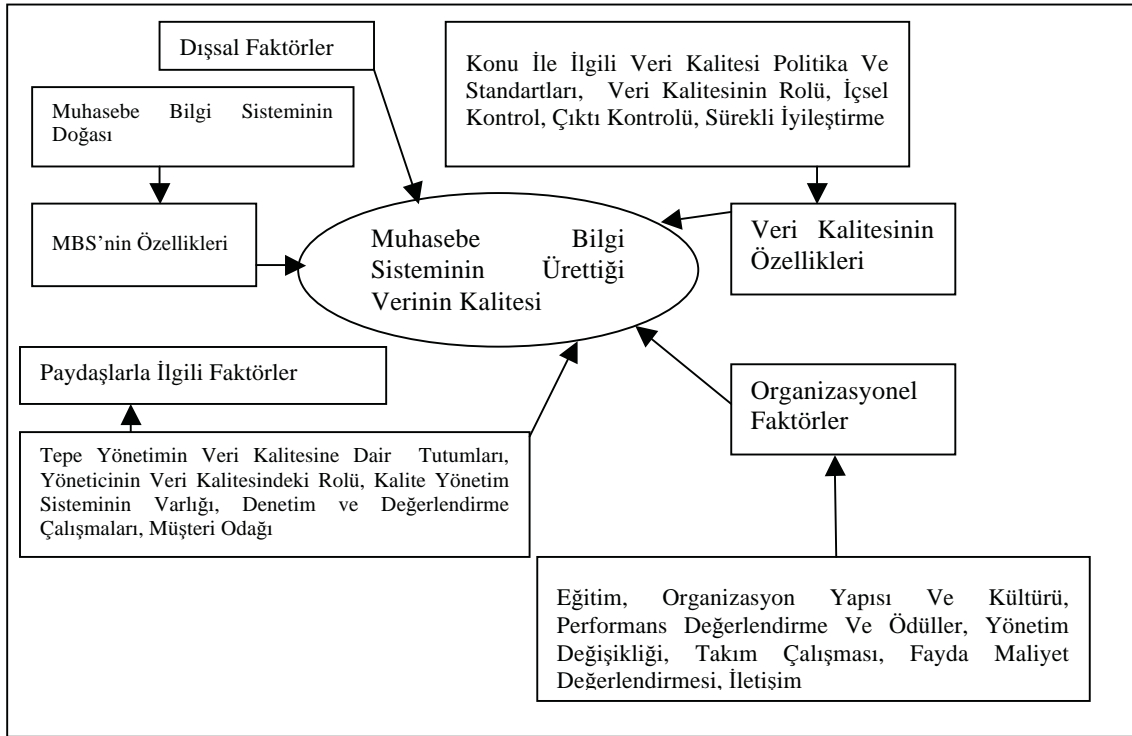 Dışsal Faktörler
Konu İle İlgili Veri Kalitesi Politika Ve
Standartları, Veri Kalitesinin Rolü, İçsel
Kontrol, Çıktı Kontrolü, Sürekli İyileştirme
Muhasebe Bilgi Sisteminin
Doğası
MBS’nin Özellikleri
Muhasebe Bilgi
Sisteminin Ürettiği
Verinin Kalitesi
Veri Kalitesinin
Özellikleri
Paydaşlarla İlgili Faktörler
Organizasyonel
Faktörler
Tepe Yönetimin Veri Kalitesine Dair Tutumları,
Yöneticinin Veri Kalitesindeki Rolü, Kalite Yönetim
Sisteminin Varlığı, Denetim ve Değerlendirme
Çalışmaları, Müşteri Odağı
Eğitim, Organizasyon Yapısı Ve Kültürü,
Performans Değerlendirme Ve Ödüller, Yönetim
Değişikliği, Takım Çalışması, Fayda Maliyet
Değerlendirmesi, İletişim